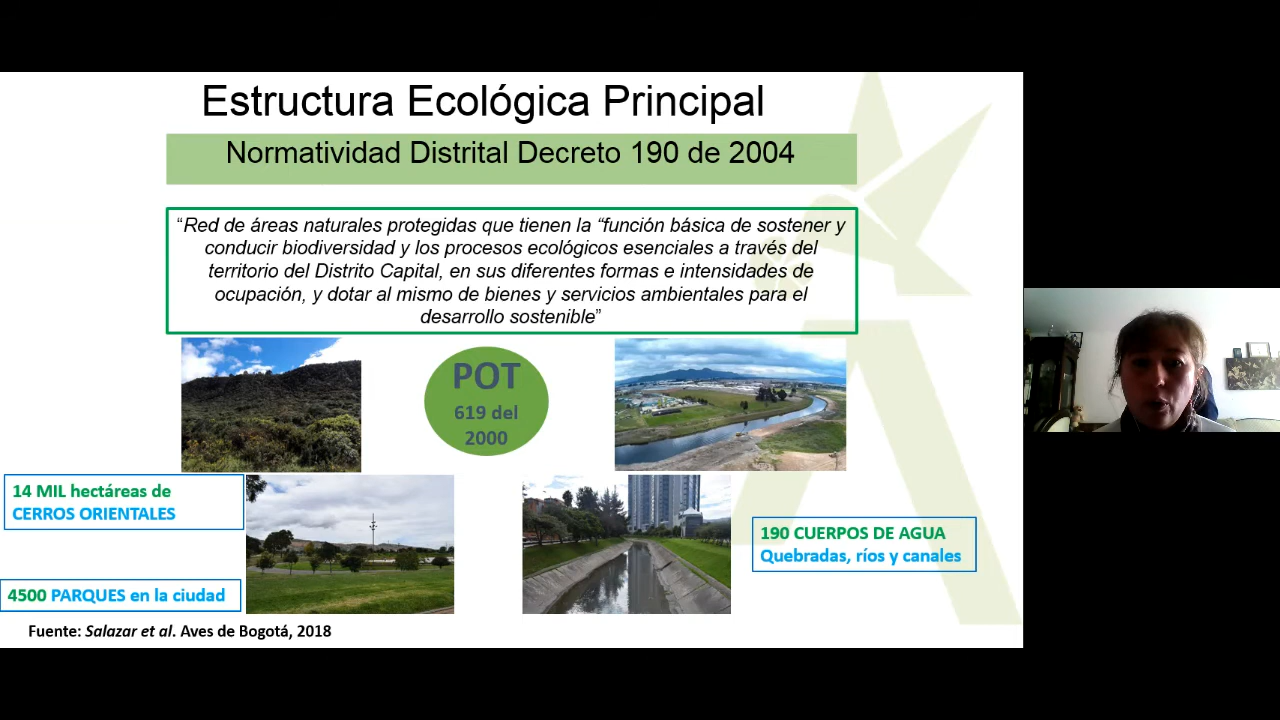 Estructura Ecológica Principal
Normatividad Distrital Decreto 190 de 2004
“Red de áreas naturales protegidas que tienen la “función básica de sostener y
conducir biodiversidad y los procesos ecológicos esenciales a través del
territorio del Distrito Capital, en sus diferentes formas e intensidades de
ocupación, y dotar al mismo de bienes y servicios ambientales para el
desarrollo sostenible”
POT
619 del
2000
14 MIL hectáreas de
CERROS ORIENTALES
190 CUERPOS DE AGUA
Quebradas, ríos y canales
4500 PARQUES en la ciudad
Fuente: Salazar et al. Aves de Bogotá, 2018